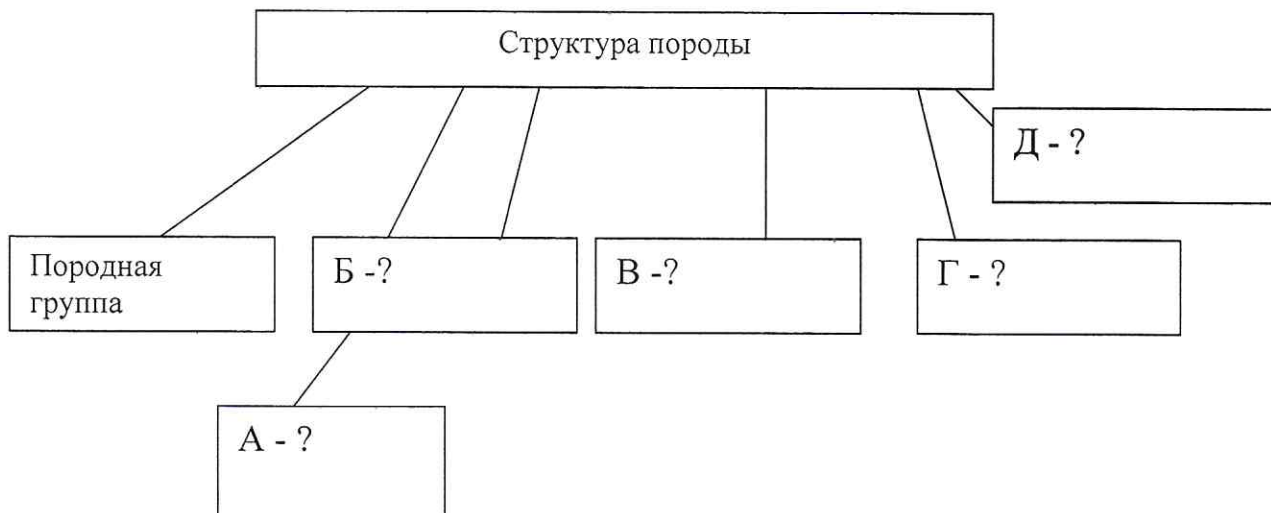 Структура породы
Д - ?
Породная
группа
Б -?
В -?
Г - ?
А - ?